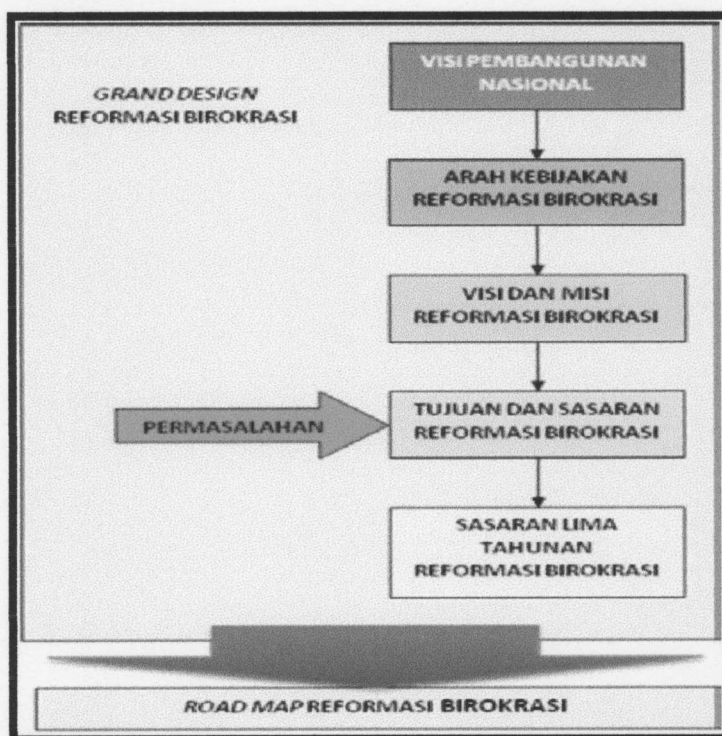 GRAND DESIGN
REFORMASI BIROKRASI
VISI PEMBANGUNAN
NASIONAL
ARAH KEBIJAKAN
REFORMASI BIROKRASI
VISI DAN MISI
REFORMASI BIROKRASI
PERMASALAHAN
TUJUAN DAN SASARAN
REFORMASI BIROKRASI
SASARAN LIMA
TAHUNAN
REFORMASI BIROKRASI
ROAD MAP REFORMASI BIROKRASI